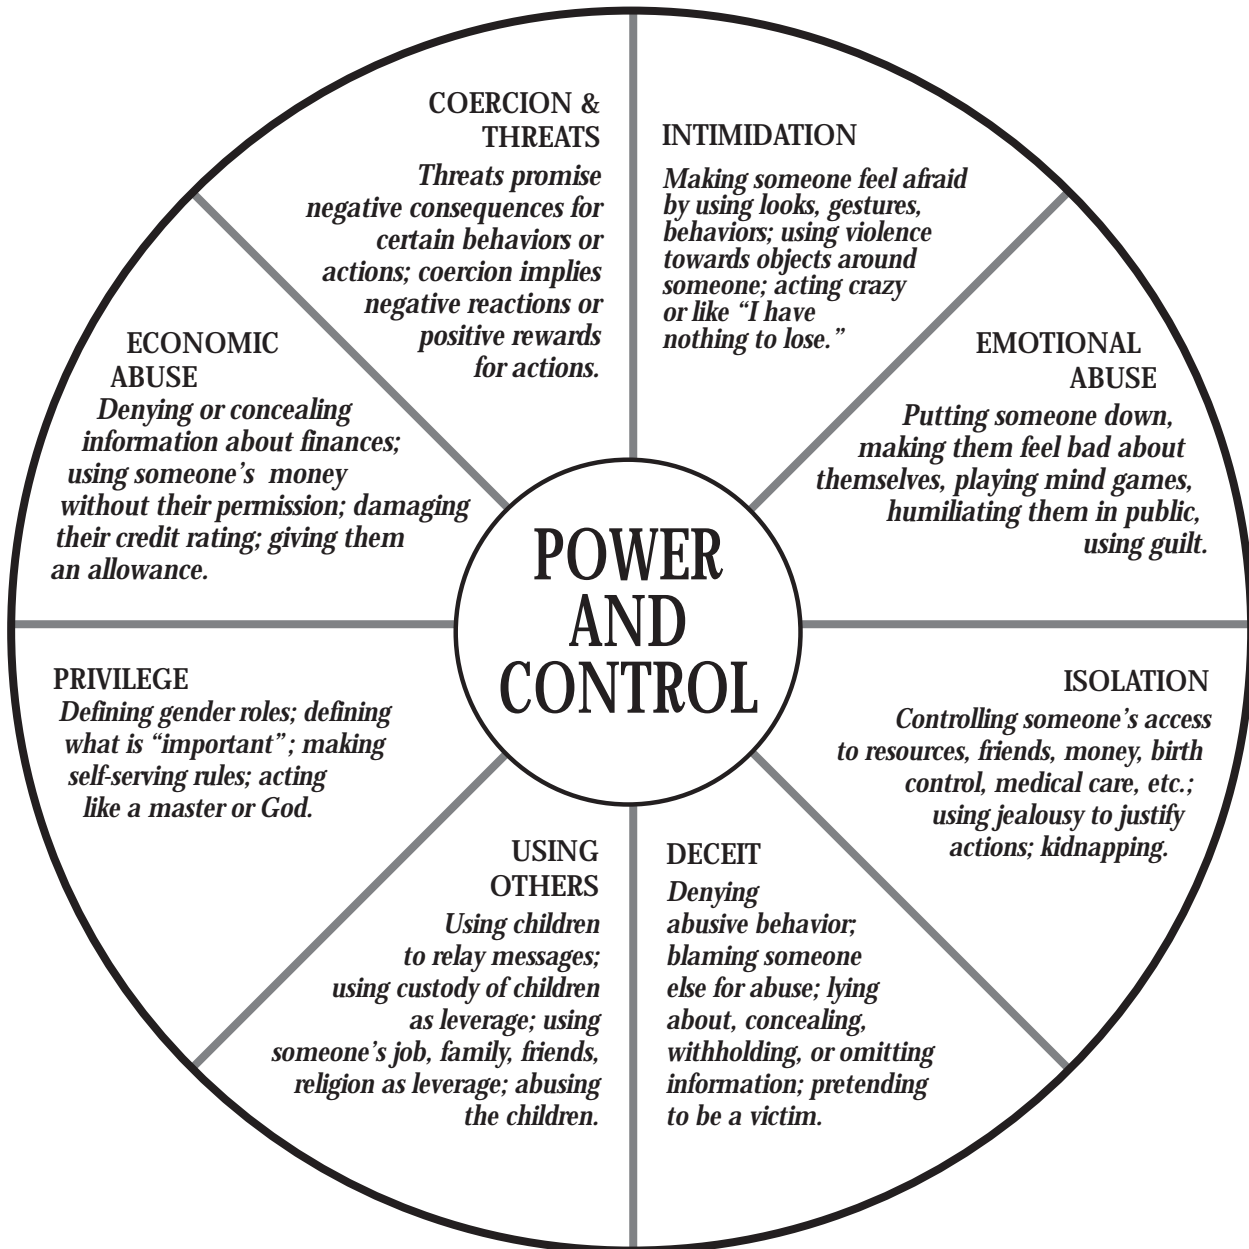 COERCION &
THREATS
Threats promise
negative consequences for
certain behaviors or
actions; coercion implies
negative reactions or
positive rewards
for actions.
INTIMIDATION
Making someone feel afraid
by using looks, gestures,
behaviors; using violence
towards objects around
someone; acting crazy
or like “I have
nothing to lose.”
EMOTIONAL
ABUSE
Putting someone down,
making them feel bad about
themselves, playing mind games,
humiliating them in public,
using guilt.
ISOLATION
Controlling someone’s access
to resources, friends, money, birth
control, medical care, etc.;
using jealousy to justify
actions; kidnapping.
DECEIT
Denying
abusive behavior;
blaming someone
else for abuse; lying
about, concealing,
withholding, or omitting
information; pretending
to be a victim.
USING
OTHERS
Using children
to relay messages;
using custody of children
as leverage; using
someone’s job, family, friends,
religion as leverage; abusing
the children.
PRIVILEGE
Defining gender roles; defining
what is “important”; making
self-serving rules; acting
like a master or God.
ECONOMIC
ABUSE
Denying or concealing
information about finances;
using someone’s money
without their permission; damaging
their credit rating; giving them
an allowance.
POWER
AND
CONTROL